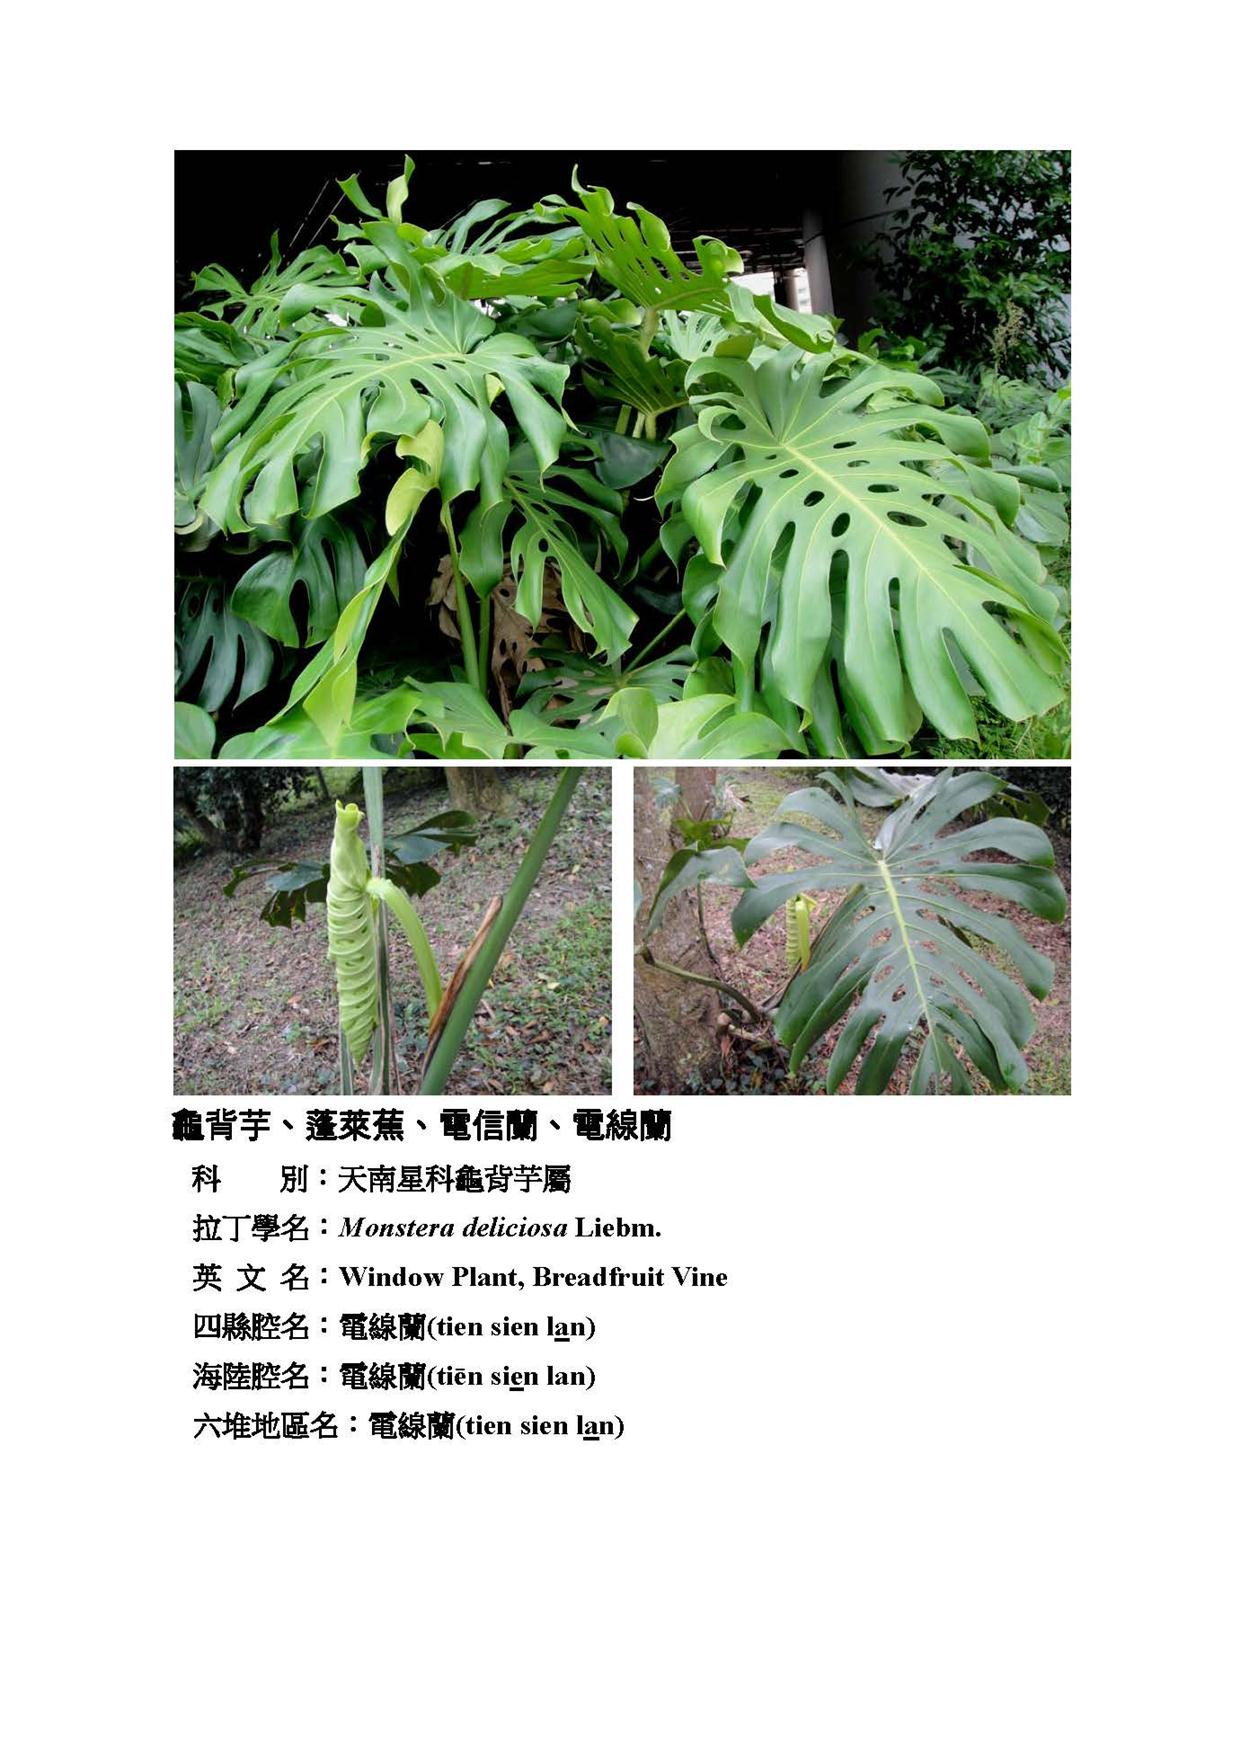 龜背芋、蓬萊蕉、電信蘭、電線蘭
科　　別：天南星科龜背芋屬
拉丁學名：Monstera deliciosa Liebm.
英 文 名：Window Plant, Breadfruit Vine
四縣腔名：電線蘭(tien sien la̲n)
海陸腔名：電線蘭(tiēn sie̲n lan)
六堆地區名：電線蘭(tien sien la̲n)